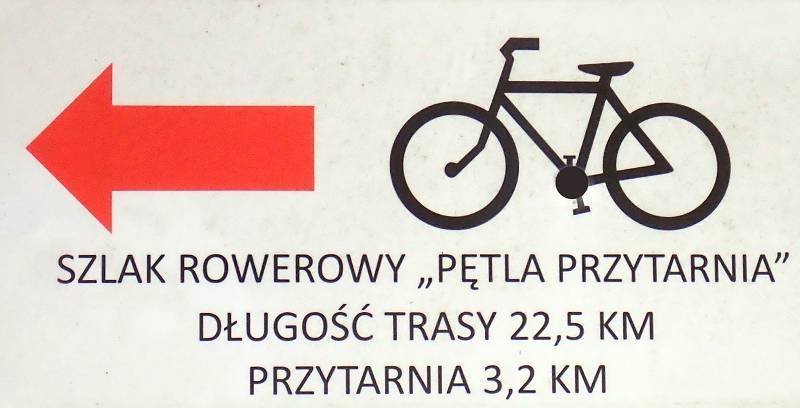 SZLAK ROWEROWY „PĘTLA PRZYTARNIA”
DŁUGOŚĆ TRASY 22,5 KM
PRZYTARNIA 3,2 KM